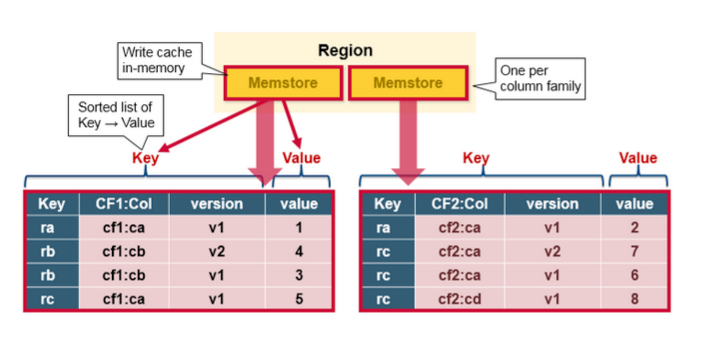 Region
Write cache
in-memory
Memstore
Memstore
One per
column family
Sorted list of
Key → Value
Key
Value
Key
Value
Key CF1:Col version value
ra cf1:ca v1 1
rb cf1:cb v2 4
rb cf1:cb v1 3
rc cf1:ca v1 5
Key CF2:Col version value
ra cf2:ca v1 2
rc cf2:ca v2 7
rc cf2:ca v1 6
rc cf2:cd v1 8